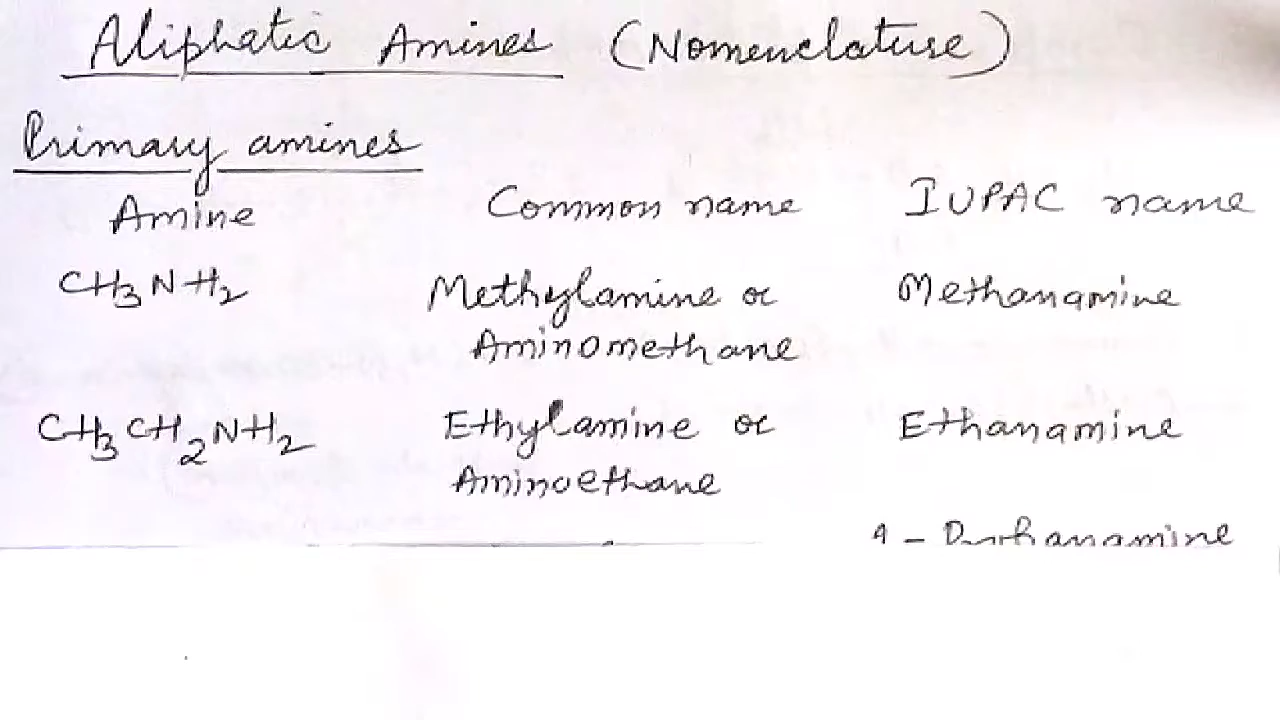 Aliphatic Amines (Nomenclature)
Primary amines
Amine Common name IUPAC name
CH3NH2 Methylamine or Methanamine
Aminomethane
CH3CH2NH2 Ethylamine or Ethanamine
Aminoethane